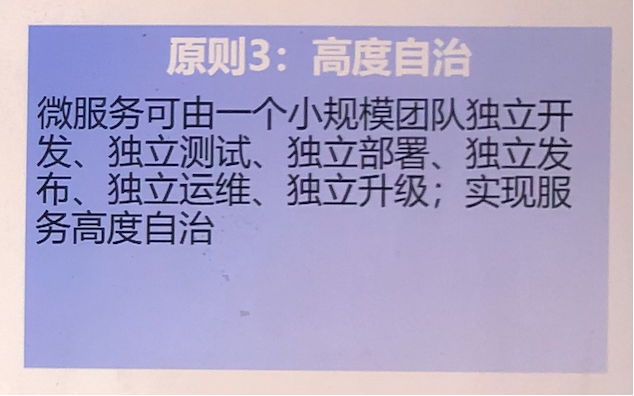 原则3：高度自治
微服务可由一个小规模团队独立开
发、独立测试、独立部署、独立发
布、独立运维、独立升级；实现服
务高度自治